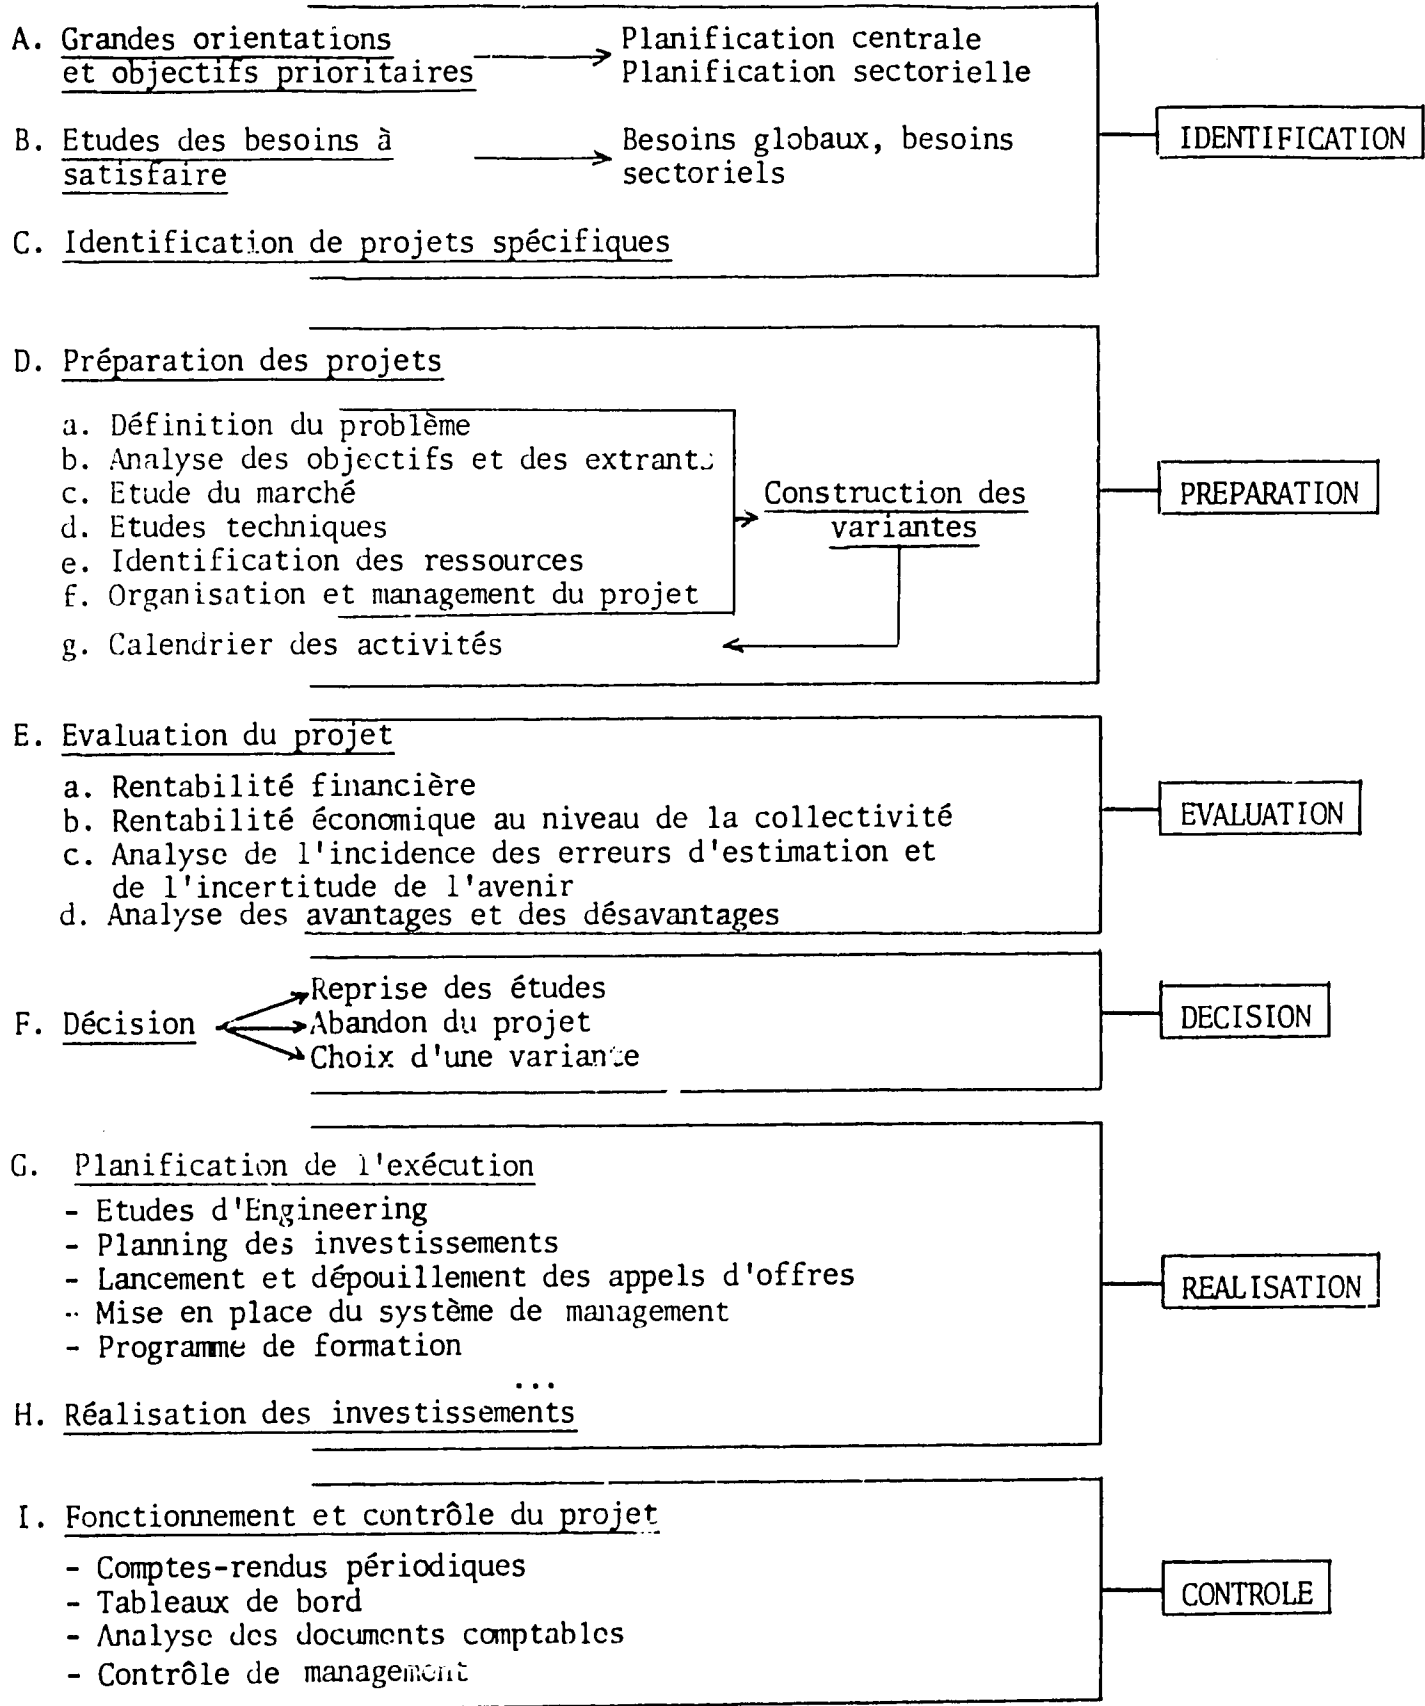 A. Grandes orientations
et objectifs prioritaires
Planification centrale
Planification sectorielle
B. Etudes des besoins à
satisfaire
Besoins globaux, besoins
sectoriels
C. Identification de projets spécifiques
IDENTIFICATION
D. Préparation des projets
a. Définition du problème
b. Analyse des objectifs et des extrants
c. Etude du marché
d. Etudes techniques
e. Identification des ressources
f. Organisation et management du projet
Construction des
variantes
g. Calendrier des activités
PREPARATION
E. Evaluation du projet
a. Rentabilité financière
b. Rentabilité économique au niveau de la collectivité
c. Analyse de l'incidence des erreurs d'estimation et
de l'incertitude de l'avenir
d. Analyse des avantages et des désavantages
EVALUATION
F. Décision
Reprise des études
Abandon du projet
Choix d'une variante
DECISION
G. Planification de l'exécution
- Etudes d'Engineering
- Planning des investissements
- Lancement et dépouillement des appels d'offres
- Mise en place du système de management
- Programme de formation
...
H. Réalisation des investissements
REALISATION
I. Fonctionnement et contrôle du projet
- Comptes-rendus périodiques
- Tableaux de bord
- Analyse des documents comptables
- Contrôle de management
CONTROLE